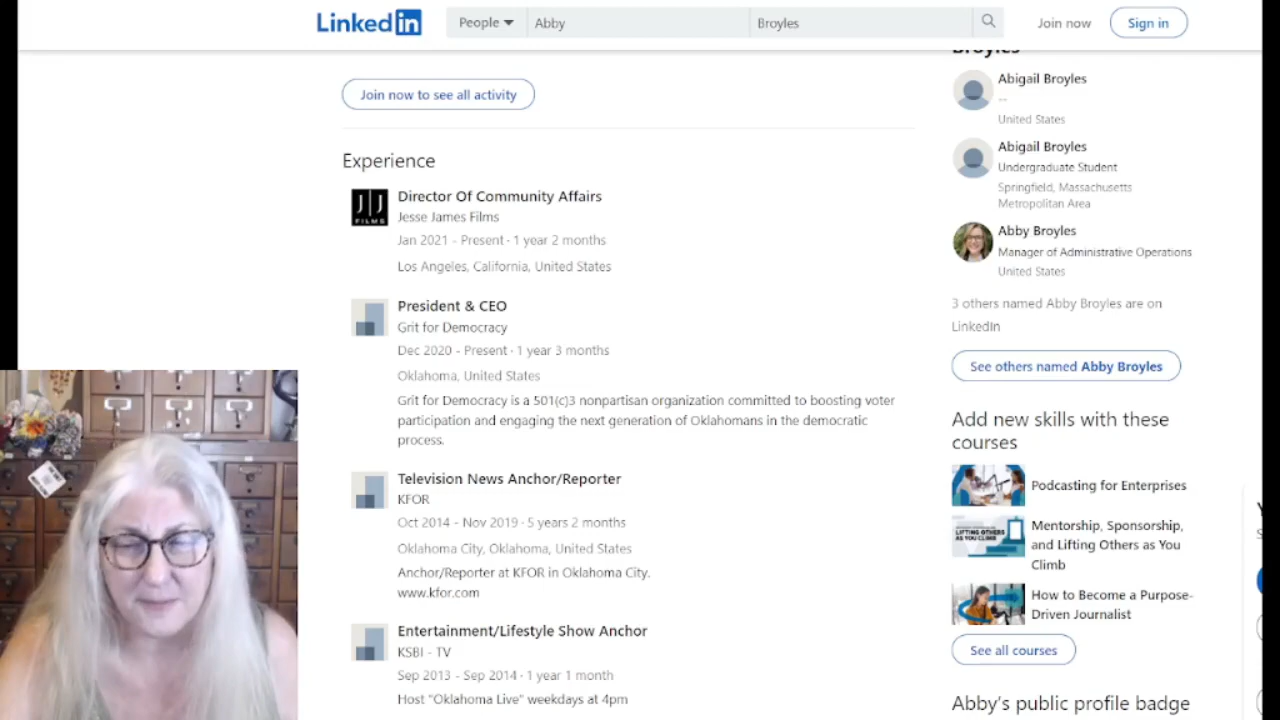 Linked in
People
Abby
Broyles
Join now
Sign in
Join now to see all activity
Experience
JJ
FILMS
Director Of Community Affairs
Jesse James Films
Jan 2021 - Present · 1 year 2 months
Los Angeles, California, United States
President & CEO
Grit for Democracy
Dec 2020 - Present · 1 year 3 months
Oklahoma, United States
Grit for Democracy is a 501(c)3 nonpartisan organization committed to boosting voter
participation and engaging the next generation of Oklahomans in the democratic
process.
Television News Anchor/Reporter
KFOR
Oct 2014 - Nov 2019 · 5 years 2 months
Oklahoma City, Oklahoma, United States
Anchor/Reporter at KFOR in Oklahoma City.
www.kfor.com
Entertainment/Lifestyle Show Anchor
KSBI - TV
Sep 2013 - Sep 2014 · 1 year 1 month
Host "Oklahoma Live" weekdays at 4pm
Broyles
Abigail Broyles
--
United States
Abigail Broyles
Undergraduate Student
Springfield, Massachusetts
Metropolitan Area
Abby Broyles
Manager of Administrative Operations
United States
3 others named Abby Broyles are on
LinkedIn
See others named Abby Broyles
Add new skills with these
courses
Podcasting for Enterprises
LIFTING OTHERS
AS YOU CLIMB
Mentorship, Sponsorship,
and Lifting Others as You
Climb
How to Become a Purpose-
Driven Journalist
See all courses
Abby's public profile badge